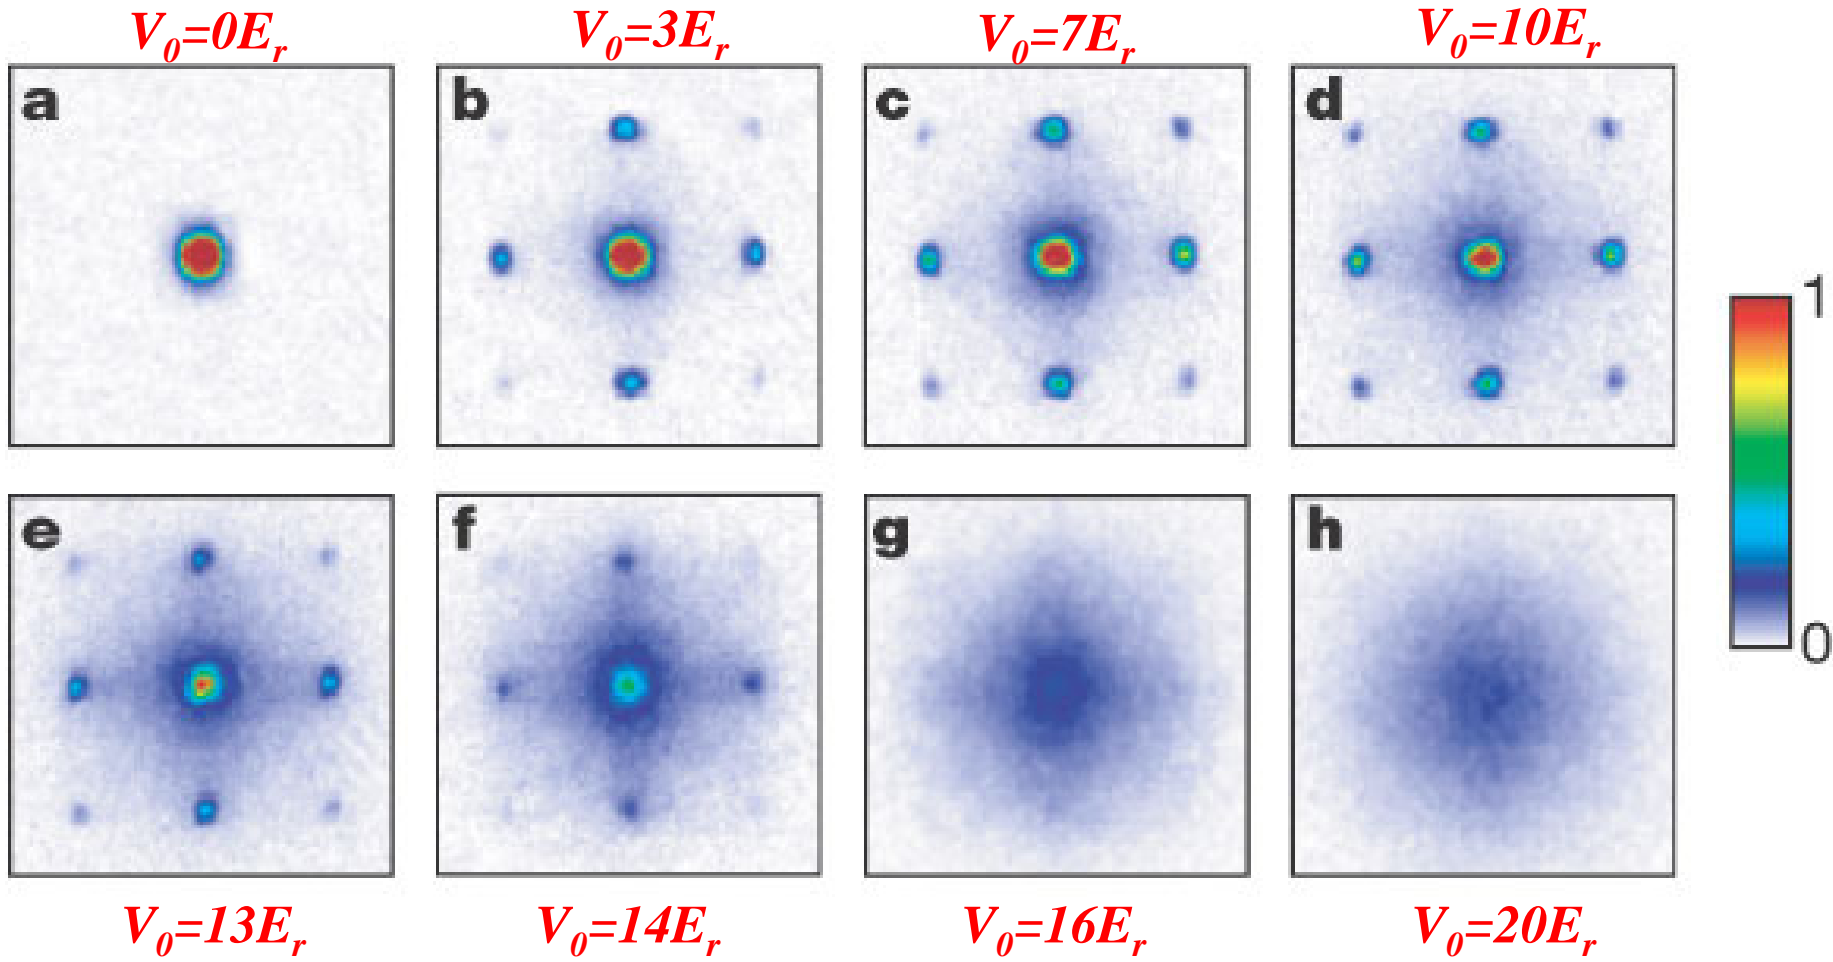 V₀=0Eᵣ V₀=3Eᵣ V₀=7Eᵣ V₀=10Eᵣ
a b c d
1
e f g h
0
V₀=13Eᵣ V₀=14Eᵣ V₀=16Eᵣ V₀=20Eᵣ